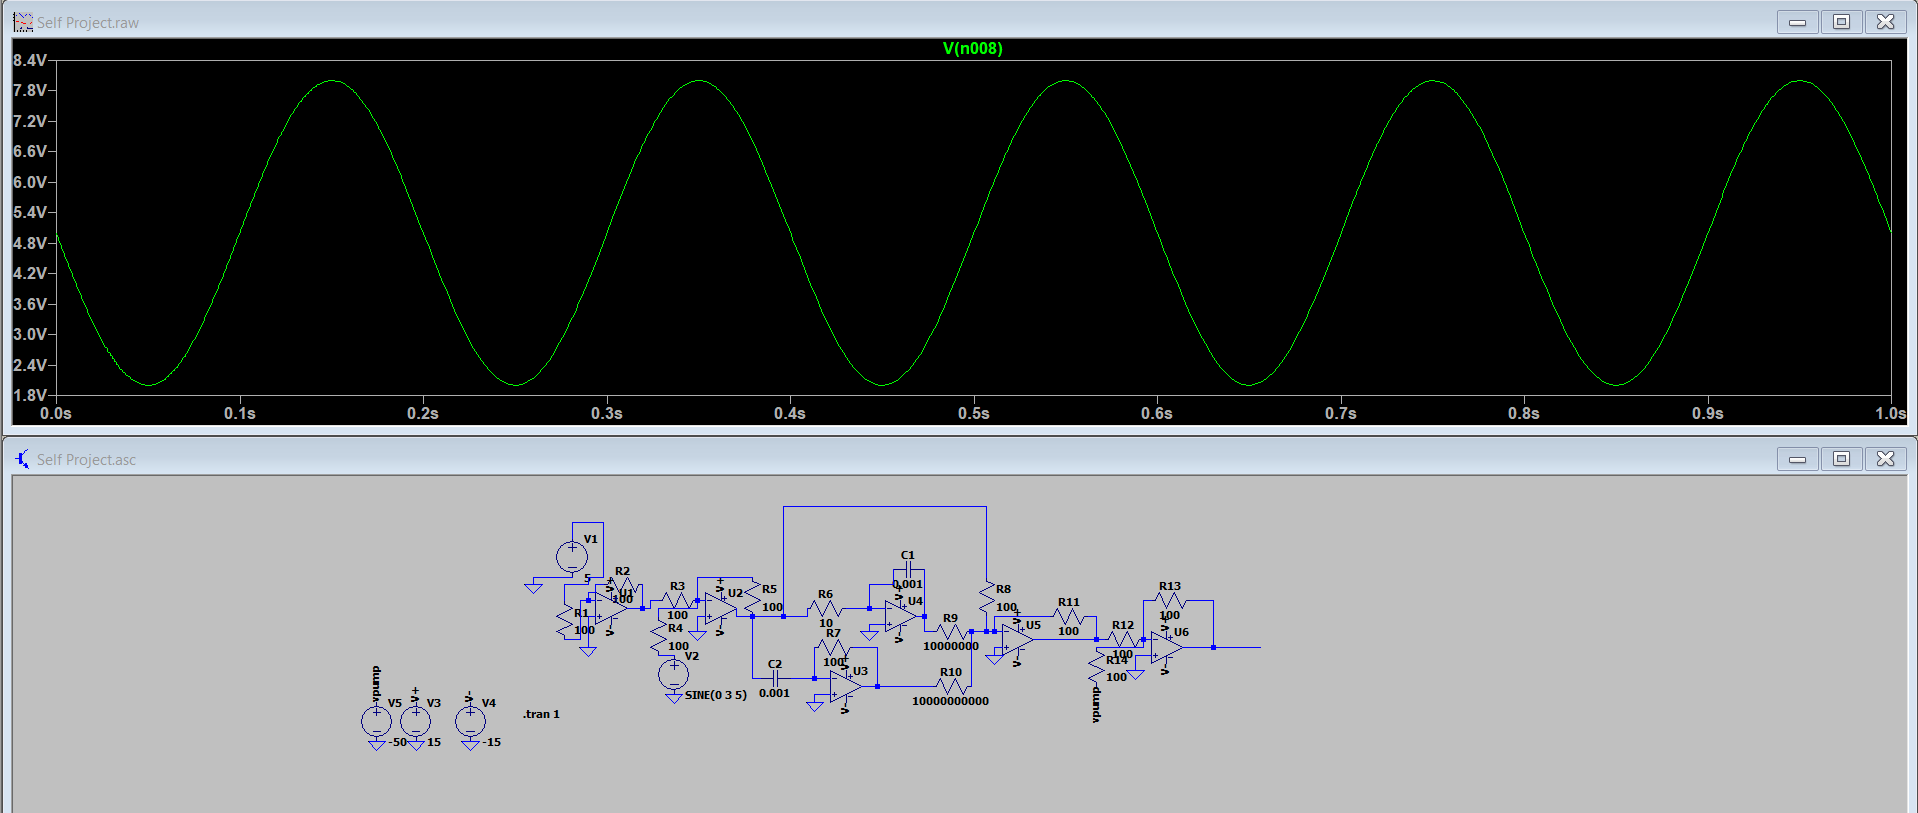 Self Project.raw
V(n008)
8.4V
7.8V
7.2V
6.6V
6.0V
5.4V
4.8V
4.2V
3.6V
3.0V
2.4V
1.8V
0.0s 0.1s 0.2s 0.3s 0.4s 0.5s 0.6s 0.7s 0.8s 0.9s 1.0s
Self Project.asc
V1
5
R1
100
R2
100
U1
V+
V-
R3
100
R4
100
V2
SINE(0 3 5)
U2
V+
V-
R5
100
R6
10
C1
0.001
U4
V+
V-
R7
100
C2
0.001
U3
V+
V-
R8
100
R9
10000000
R10
10000000000
U5
V+
V-
R11
100
R12
100
R13
100
R14
100
vpump
U6
V+
V-
vpump
V5
-50
V+
V3
15
V-
V4
-15
.tran 1